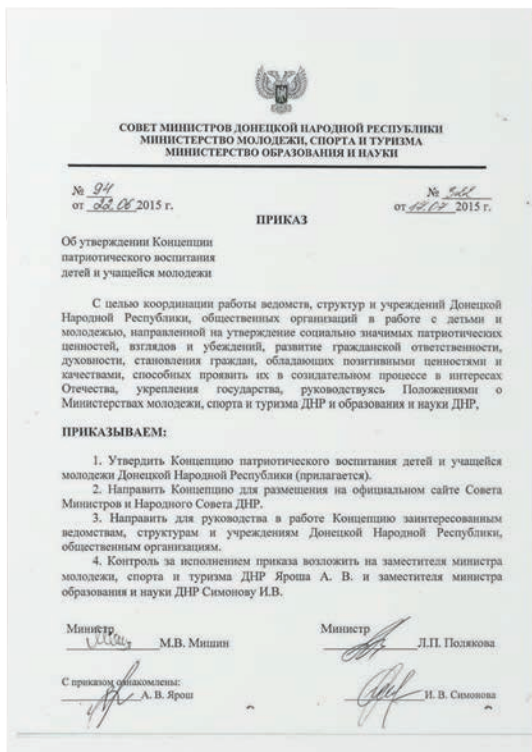 СОВЕТ МИНИСТРОВ ДОНЕЦКОЙ НАРОДНОЙ РЕСПУБЛИКИ
МИНИСТЕРСТВО МОЛОДЕЖИ, СПОРТА И ТУРИЗМА
МИНИСТЕРСТВО ОБРАЗОВАНИЯ И НАУКИ
№ 94 № 322
от 22.06 2015 г. от 17.07 2015 г.
ПРИКАЗ
Об утверждении Концепции
патриотического воспитания
детей и учащейся молодежи
С целью координации работы ведомств, структур и учреждений Донецкой
Народной Республики, общественных организаций в работе с детьми и
молодежью, направленной на утверждение социально значимых патриотических
ценностей, взглядов и убеждений, развитие гражданской ответственности,
духовности, становления граждан, обладающих позитивными ценностями и
качествами, способных проявить их в созидательном процессе в интересах
Отечества, укрепления государства, руководствуясь Положениями о
Министерствах молодежи, спорта и туризма ДНР и образования и науки ДНР,
ПРИКАЗЫВАЕМ:
1. Утвердить Концепцию патриотического воспитания детей и учащейся
молодежи Донецкой Народной Республики (прилагается).
2. Направить Концепцию для размещения на официальном сайте Совета
Министров и Народного Совета ДНР.
3. Направить для руководства в работе Концепцию заинтересованным
ведомствам, структурам и учреждениям Донецкой Народной Республики,
общественным организациям.
4. Контроль за исполнением приказа возложить на заместителя министра
молодежи, спорта и туризма ДНР Яроша А. В. и заместителя министра
образования и науки ДНР Симонову И.В.
Министр Министр
М.В. Мишин Л.П. Полякова
С приказом ознакомлены:
А. В. Ярош И. В. Симонова